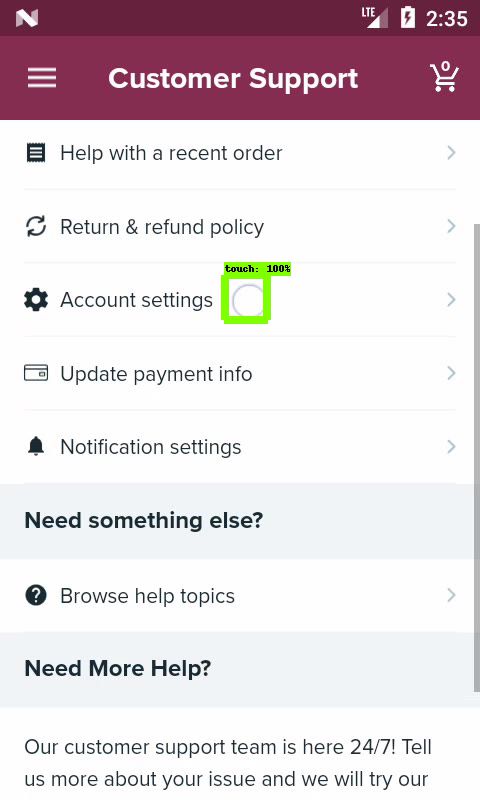 LTE 2:35
Customer Support 0
Help with a recent order
Return & refund policy
touch: 100%
Account settings
Update payment info
Notification settings
Need something else?
Browse help topics
Need More Help?
Our customer support team is here 24/7! Tell
us more about your issue and we will try our